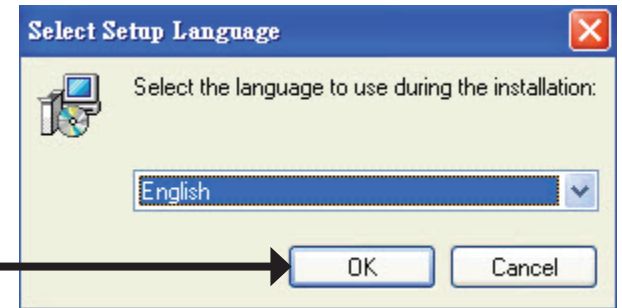 Select Setup Language
Select the language to use during the installation:
English
OK Cancel